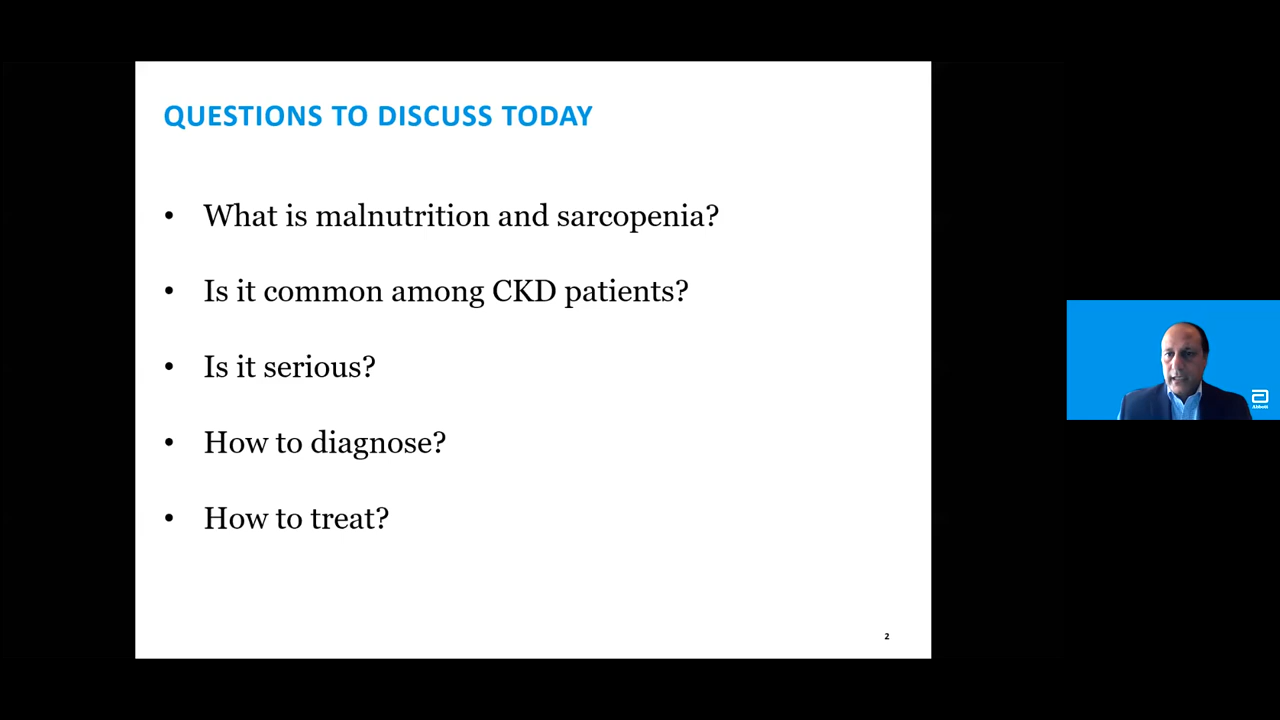 QUESTIONS TO DISCUSS TODAY
• What is malnutrition and sarcopenia?
• Is it common among CKD patients?
• Is it serious?
• How to diagnose?
• How to treat?
2
Abbott